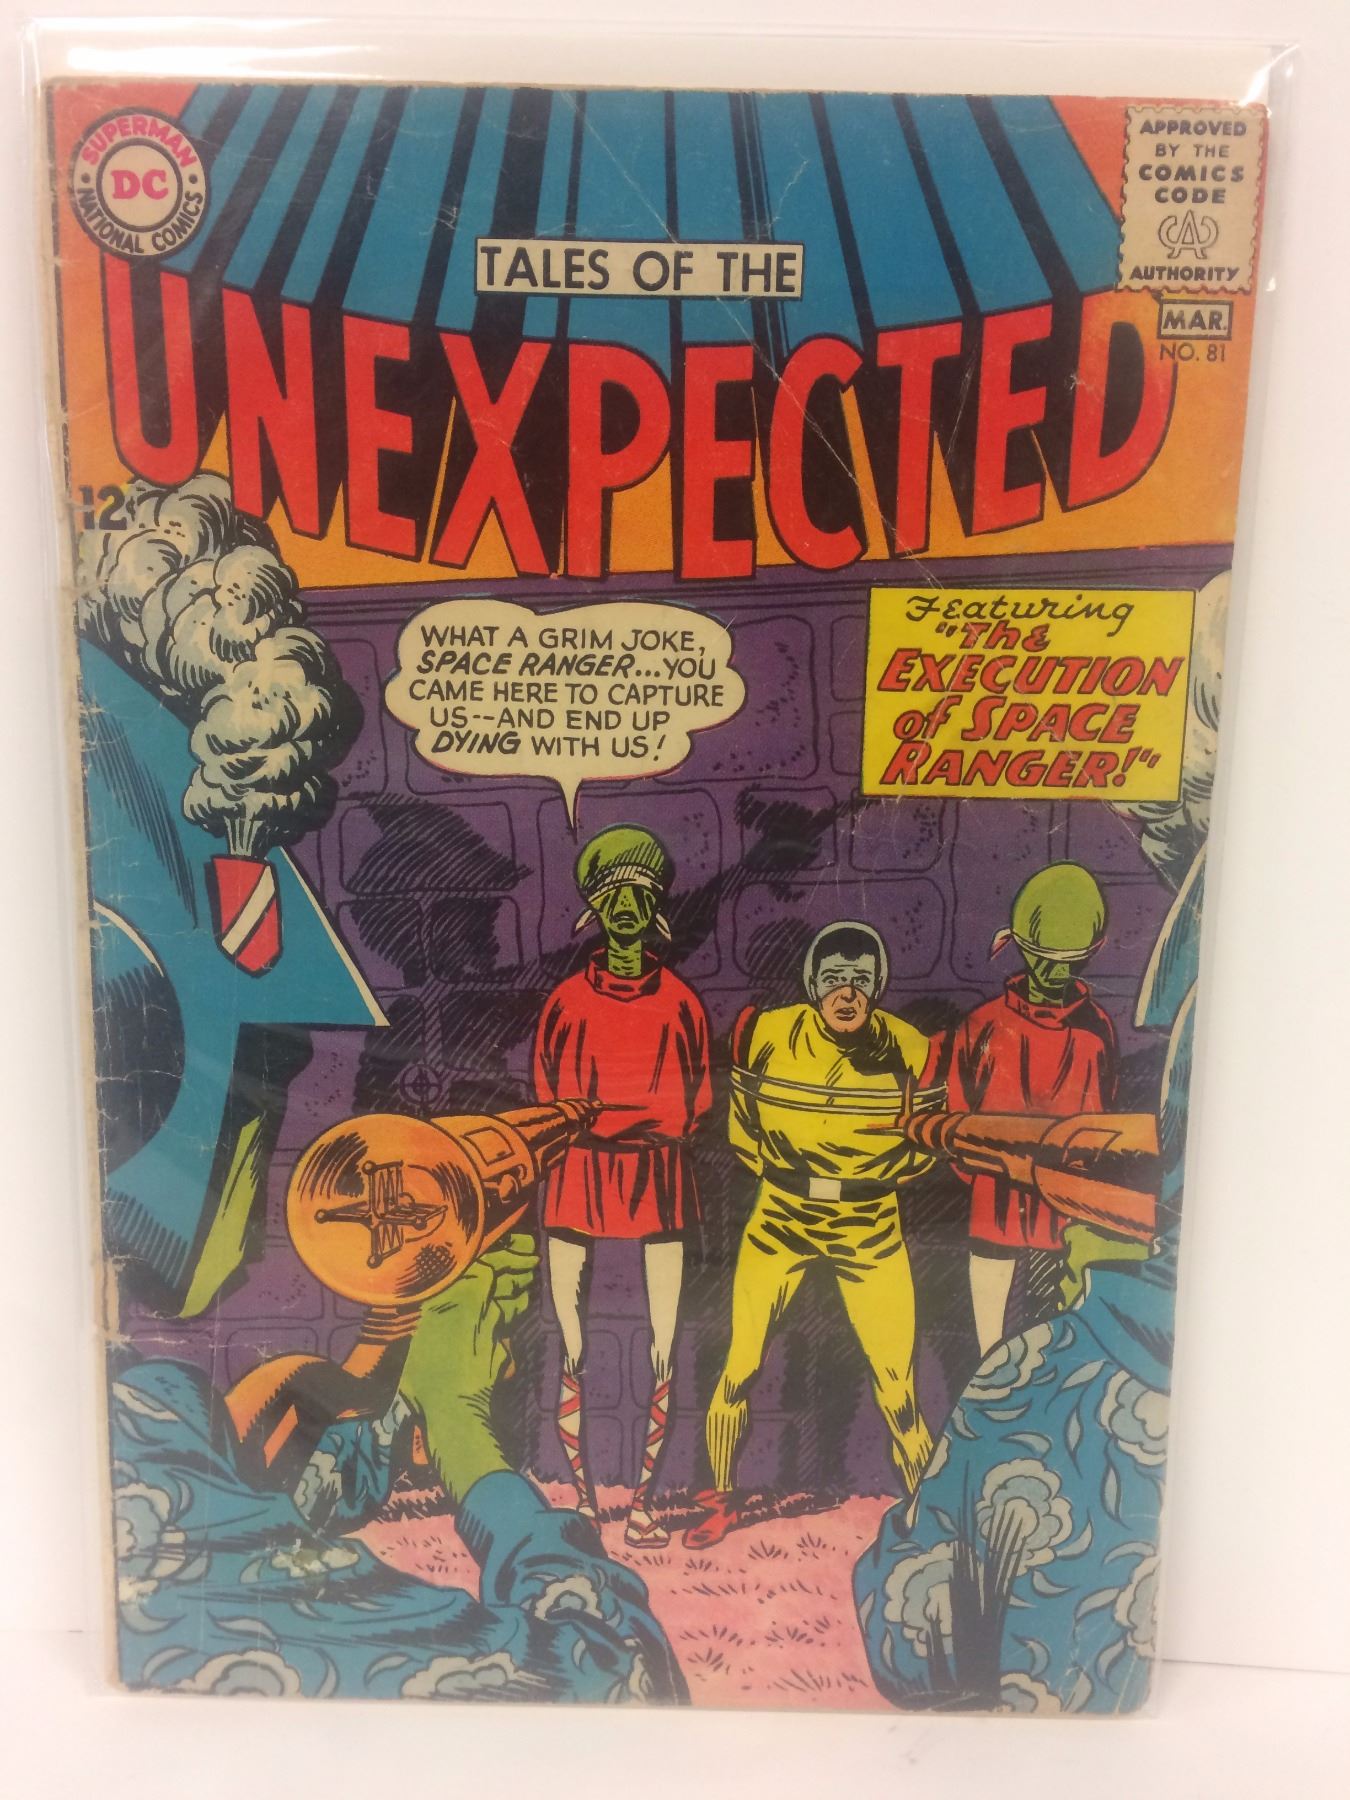 SUPERMAN
DC
NATIONAL COMICS
APPROVED
BY THE
COMICS
CODE
CA
AUTHORITY
TALES OF THE
UNEXPECTED
MAR.
NO. 81
12¢
WHAT A GRIM JOKE,
SPACE RANGER...YOU
CAME HERE TO CAPTURE
US--AND END UP
DYING WITH US!
Featuring
"The
EXECUTION
of SPACE
RANGER!"